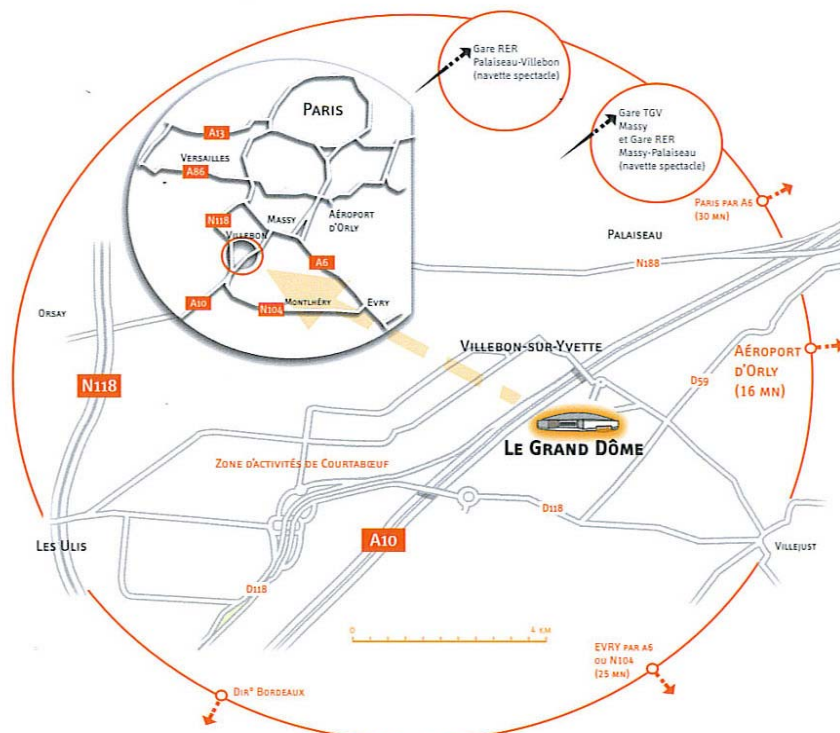 Gare RER
Palaiseau-Villebon
(navette spectacle)
Gare TGV
Massy
et Gare RER
Massy-Palaiseau
(navette spectacle)
PARIS
A13
VERSAILLES
A86
N118
MASSY
AÉROPORT
D'ORLY
VILLEBON
A6
A10
N104
MONTLHÉRY
EVRY
PARIS PAR A6
(30 MN)
PALAISEAU
N188
ORSAY
VILLEBON-SUR-YVETTE
AÉROPORT
D'ORLY
(16 MN)
N118
D59
LE GRAND DÔME
ZONE D'ACTIVITÉS DE COURTABŒUF
D118
A10
LES ULIS
VILLEJUST
D118
0 4 KM
EVRY PAR A6
OU N104
(25 MN)
DIR° BORDEAUX